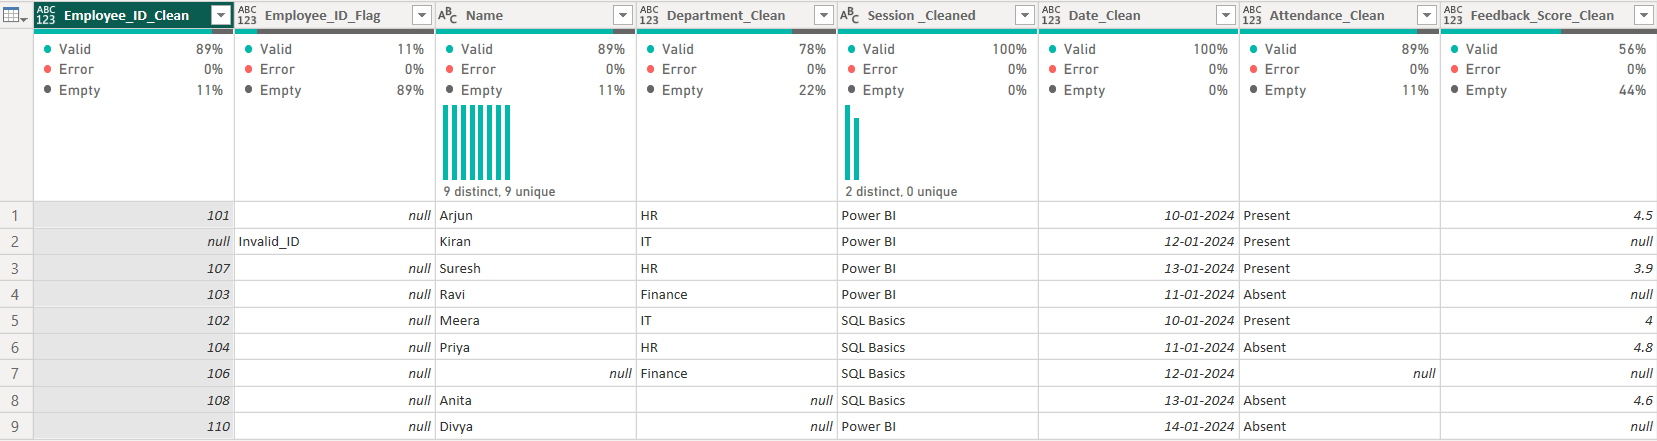 ABC 123 Employee_ID_Clean ABC 123 Employee_ID_Flag ABC Name ABC 123 Department_Clean ABC Session _Cleaned ABC 123 Date_Clean ABC 123 Attendance_Clean ABC 123 Feedback_Score_Clean
Valid 89% Valid 11% Valid 89% Valid 78% Valid 100% Valid 100% Valid 89% Valid 56%
Error 0% Error 0% Error 0% Error 0% Error 0% Error 0% Error 0% Error 0%
Empty 11% Empty 89% Empty 11% Empty 22% Empty 0% Empty 0% Empty 11% Empty 44%
9 distinct, 9 unique 2 distinct, 0 unique
1 101 null Arjun HR Power BI 10-01-2024 Present 4.5
2 null Invalid_ID Kiran IT Power BI 12-01-2024 Present null
3 107 null Suresh HR Power BI 13-01-2024 Present 3.9
4 103 null Ravi Finance Power BI 11-01-2024 Absent null
5 102 null Meera IT SQL Basics 10-01-2024 Present 4
6 104 null Priya HR SQL Basics 11-01-2024 Absent 4.8
7 106 null null Finance SQL Basics 12-01-2024 null null
8 108 null Anita null SQL Basics 13-01-2024 Absent 4.6
9 110 null Divya null Power BI 14-01-2024 Absent null